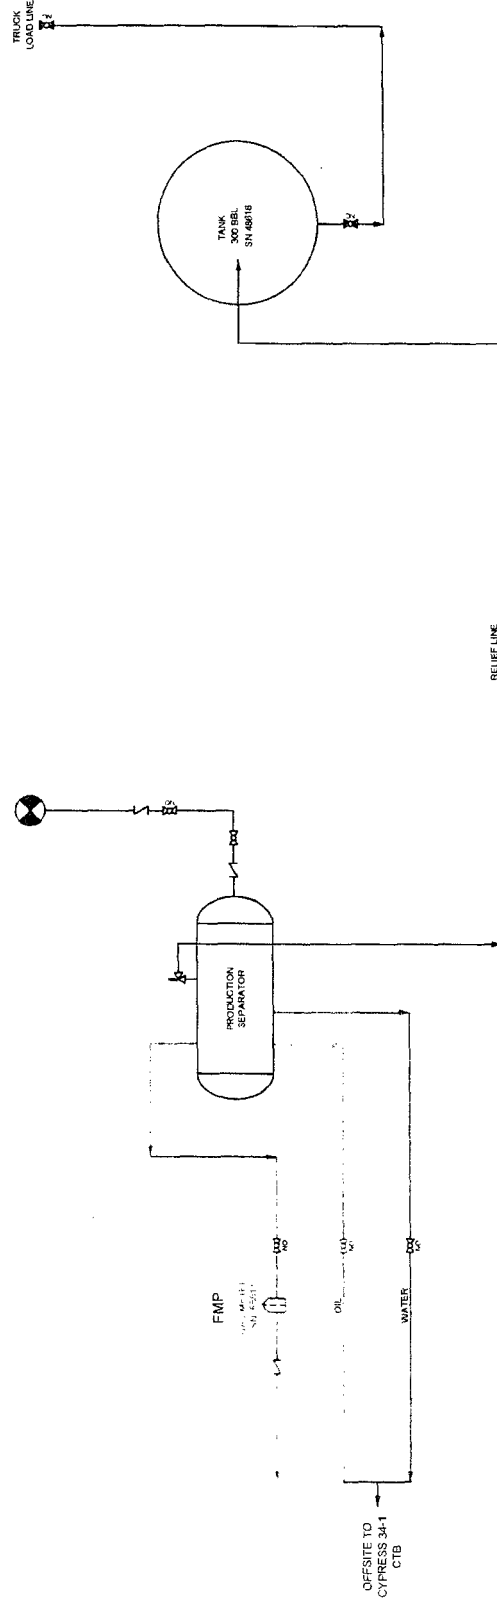 TRUCK
LOAD LINE
TANK
300 BBL
SN 48618
RELIEF LINE
PRODUCTION
SEPARATOR
FMP
OIL
WATER
OFFSITE TO
CYPRESS 34-1
CTB